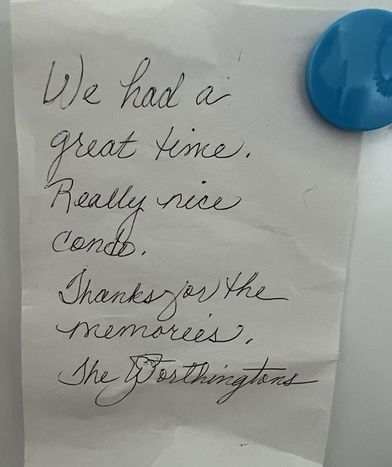 We had a
great time.
Really nice
condo.
Thanks for the
memories.
The Worthingtons